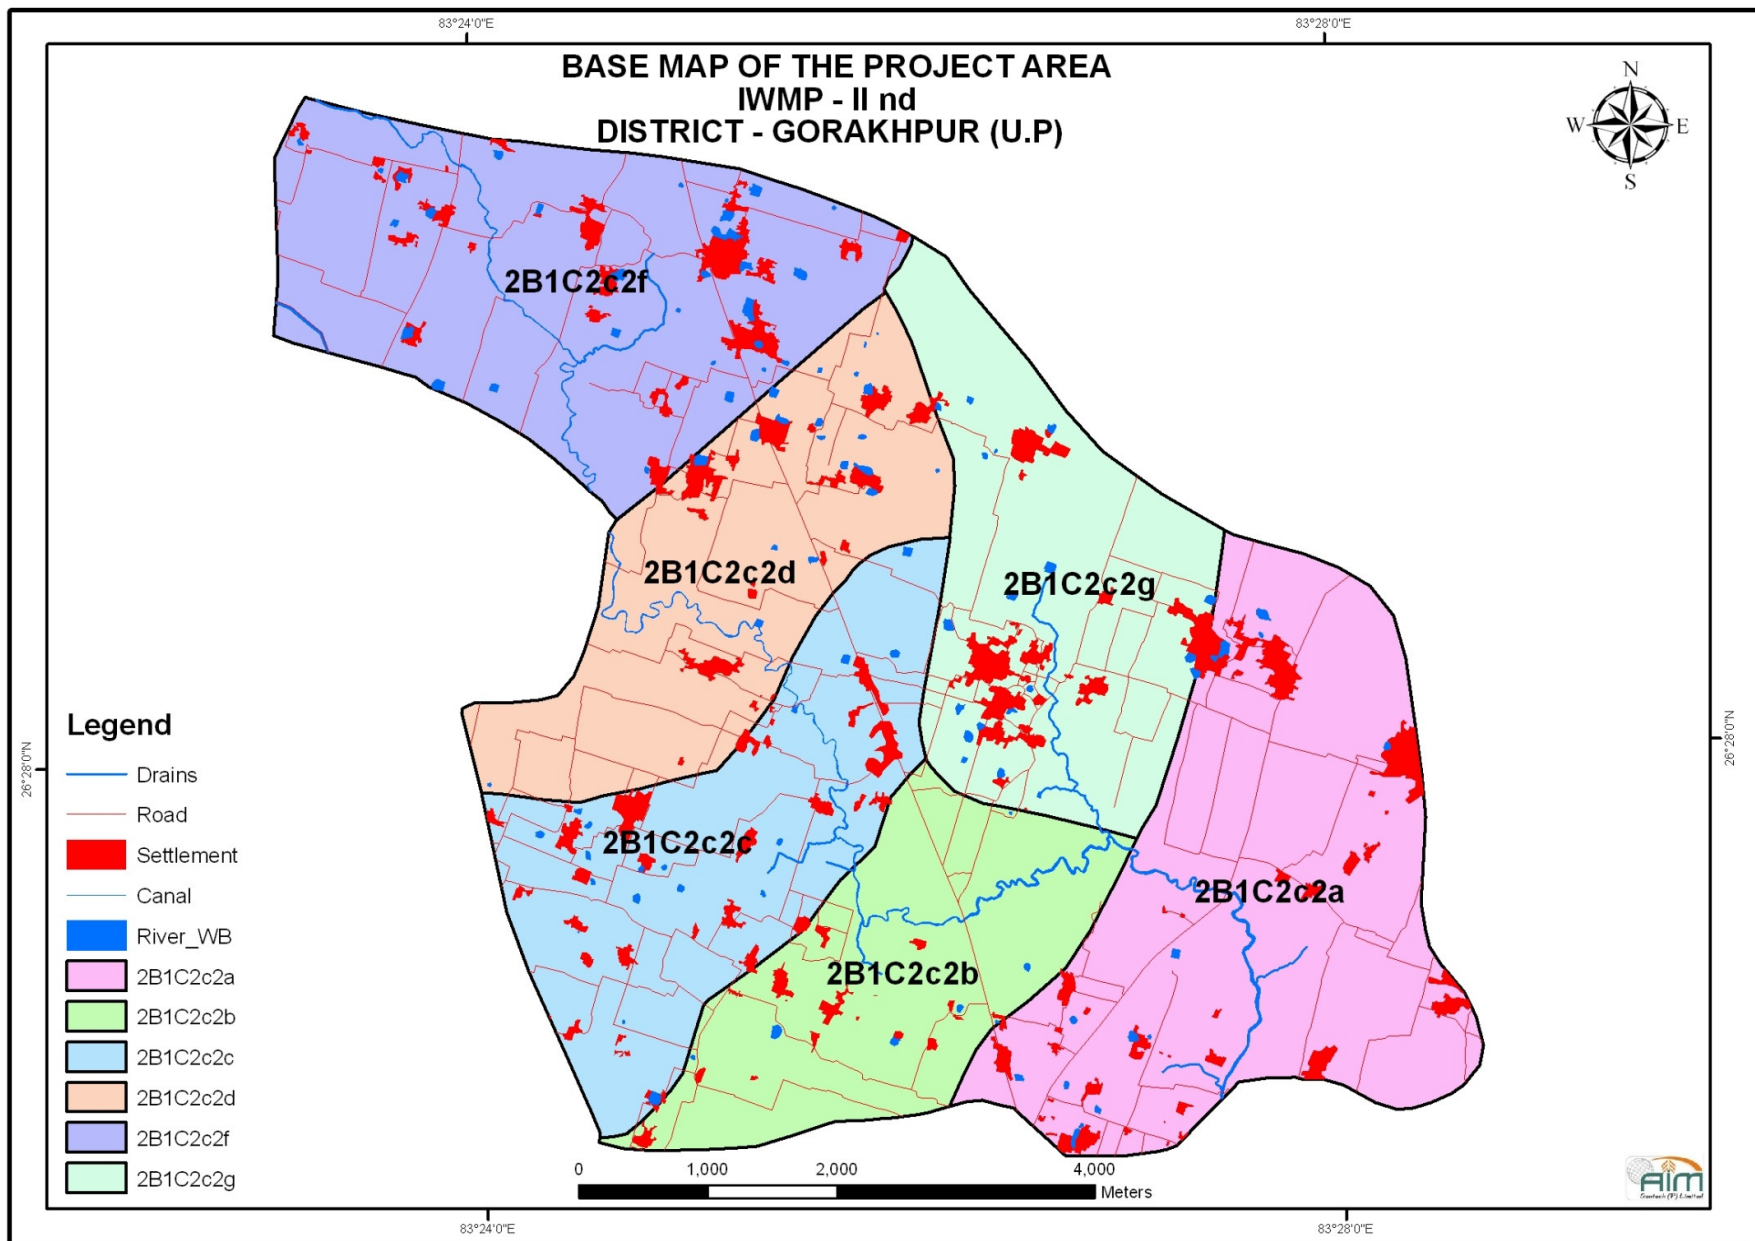 83°24'0"E
83°28'0"E
BASE MAP OF THE PROJECT AREA
IWMP - II nd
DISTRICT - GORAKHPUR (U.P)
N
W
E
S
2B1C2c2f
2B1C2c2d
2B1C2c2g
2B1C2c2c
2B1C2c2a
2B1C2c2b
26°28'0"N
26°28'0"N
Legend
Drains
Road
Settlement
Canal
River_WB
2B1C2c2a
2B1C2c2b
2B1C2c2c
2B1C2c2d
2B1C2c2f
2B1C2c2g
0
1,000
2,000
4,000
Meters
AIM
(P) Limited
83°24'0"E
83°28'0"E